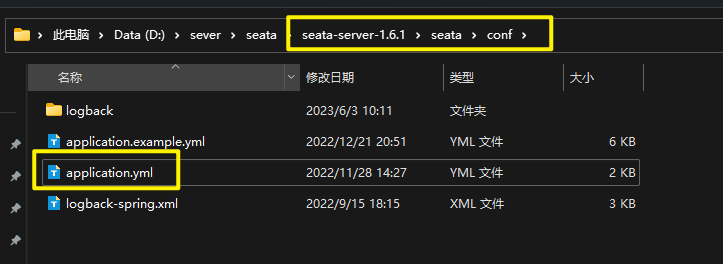 此电脑 > Data (D:) > sever > seata > seata-server-1.6.1 > seata > conf >
名称 修改日期 类型 大小
logback 2023/6/3 10:11 文件夹
application.example.yml 2022/12/21 20:51 YML 文件 6 KB
application.yml 2022/11/28 14:27 YML 文件 2 KB
logback-spring.xml 2022/9/15 18:15 XML 文件 3 KB